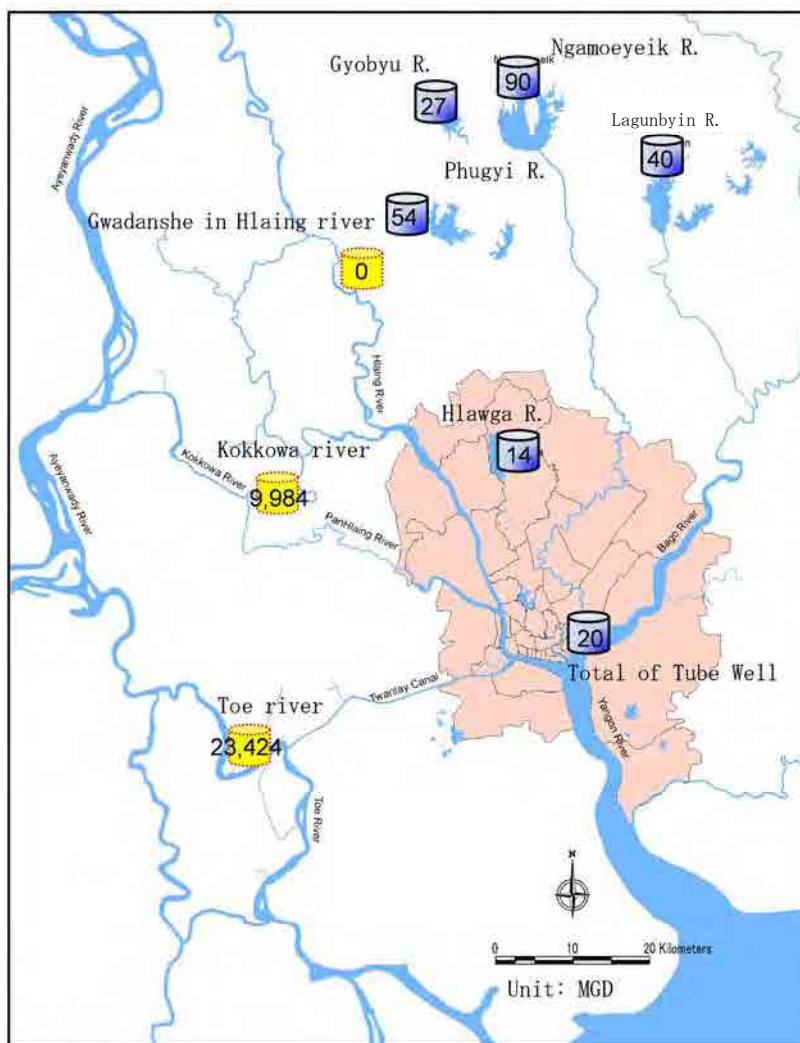 Ngamoeyeik R.
Gyobyu R.
90
27
Lagunbyin R.
40
Phugyi R.
54
Gwadanshe in Hlaing river
0
Ayeyarwady River
Hlaing River
Hlawga R.
14
Kokkowa river
Kokkowa River
9,984
PanHlaing River
Ayeyarwady River
Bago River
20
Total of Tube Well
Twantay Canal
Toe river
23,424
Yangon River
Toe River
N
0 10 20 Kilometers
Unit: MGD